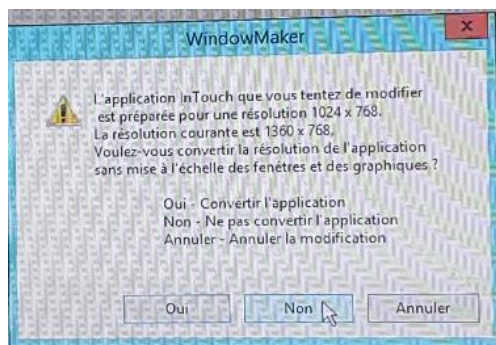 WindowMaker
L'application InTouch que vous tentez de modifier
est préparée pour une résolution 1024 x 768.
La résolution courante est 1360 x 768.
Voulez-vous convertir la résolution de l'application
sans mise à l'échelle des fenêtres et des graphiques ?
Oui - Convertir l'application
Non - Ne pas convertir l'application
Annuler - Annuler la modification
Oui
Non
Annuler